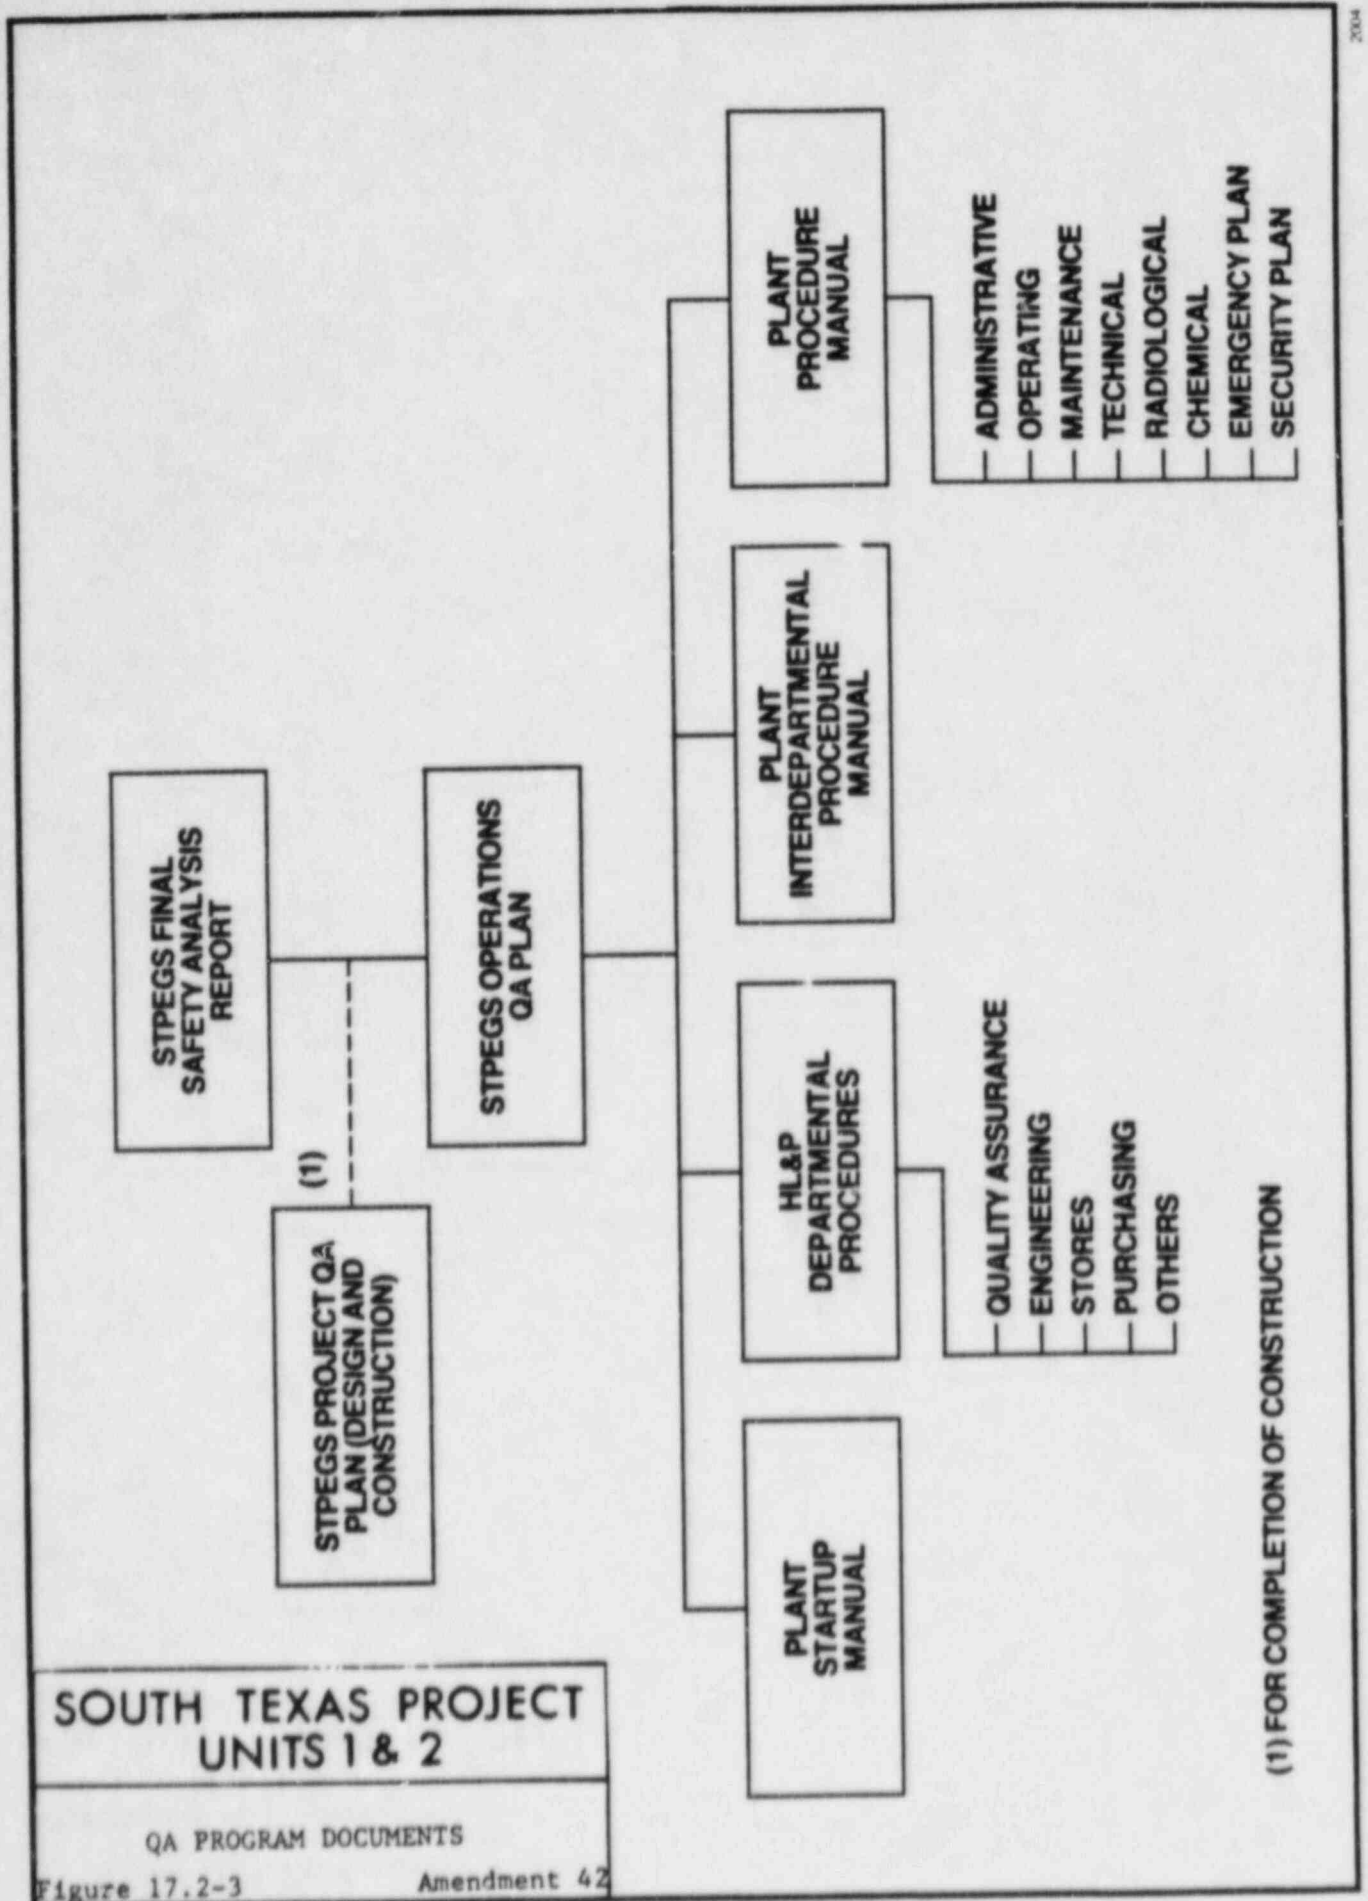 STPEGS FINAL
SAFETY ANALYSIS
REPORT
(1)
STPEGS PROJECT QA
PLAN (DESIGN AND
CONSTRUCTION)
STPEGS OPERATIONS
QA PLAN
PLANT
STARTUP
MANUAL
HL&P
DEPARTMENTAL
PROCEDURES
QUALITY ASSURANCE
ENGINEERING
STORES
PURCHASING
OTHERS
PLANT
INTERDEPARTMENTAL
PROCEDURE
MANUAL
PLANT
PROCEDURE
MANUAL
ADMINISTRATIVE
OPERATING
MAINTENANCE
TECHNICAL
RADIOLOGICAL
CHEMICAL
EMERGENCY PLAN
SECURITY PLAN
(1) FOR COMPLETION OF CONSTRUCTION
SOUTH TEXAS PROJECT
UNITS 1 & 2
QA PROGRAM DOCUMENTS
Figure 17.2-3 Amendment 42
2004